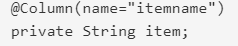 @Column(name="itemname")
private String item;